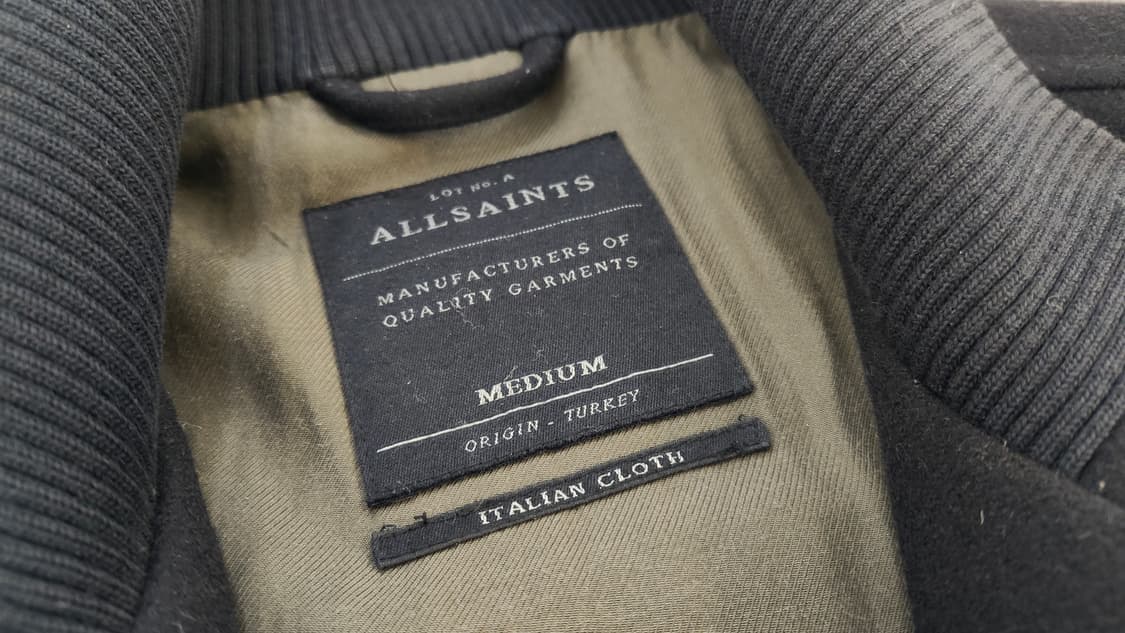 LOT No. A
ALLSAINTS
MANUFACTURERS OF
QUALITY GARMENTS
MEDIUM
ORIGIN - TURKEY
ITALIAN CLOTH